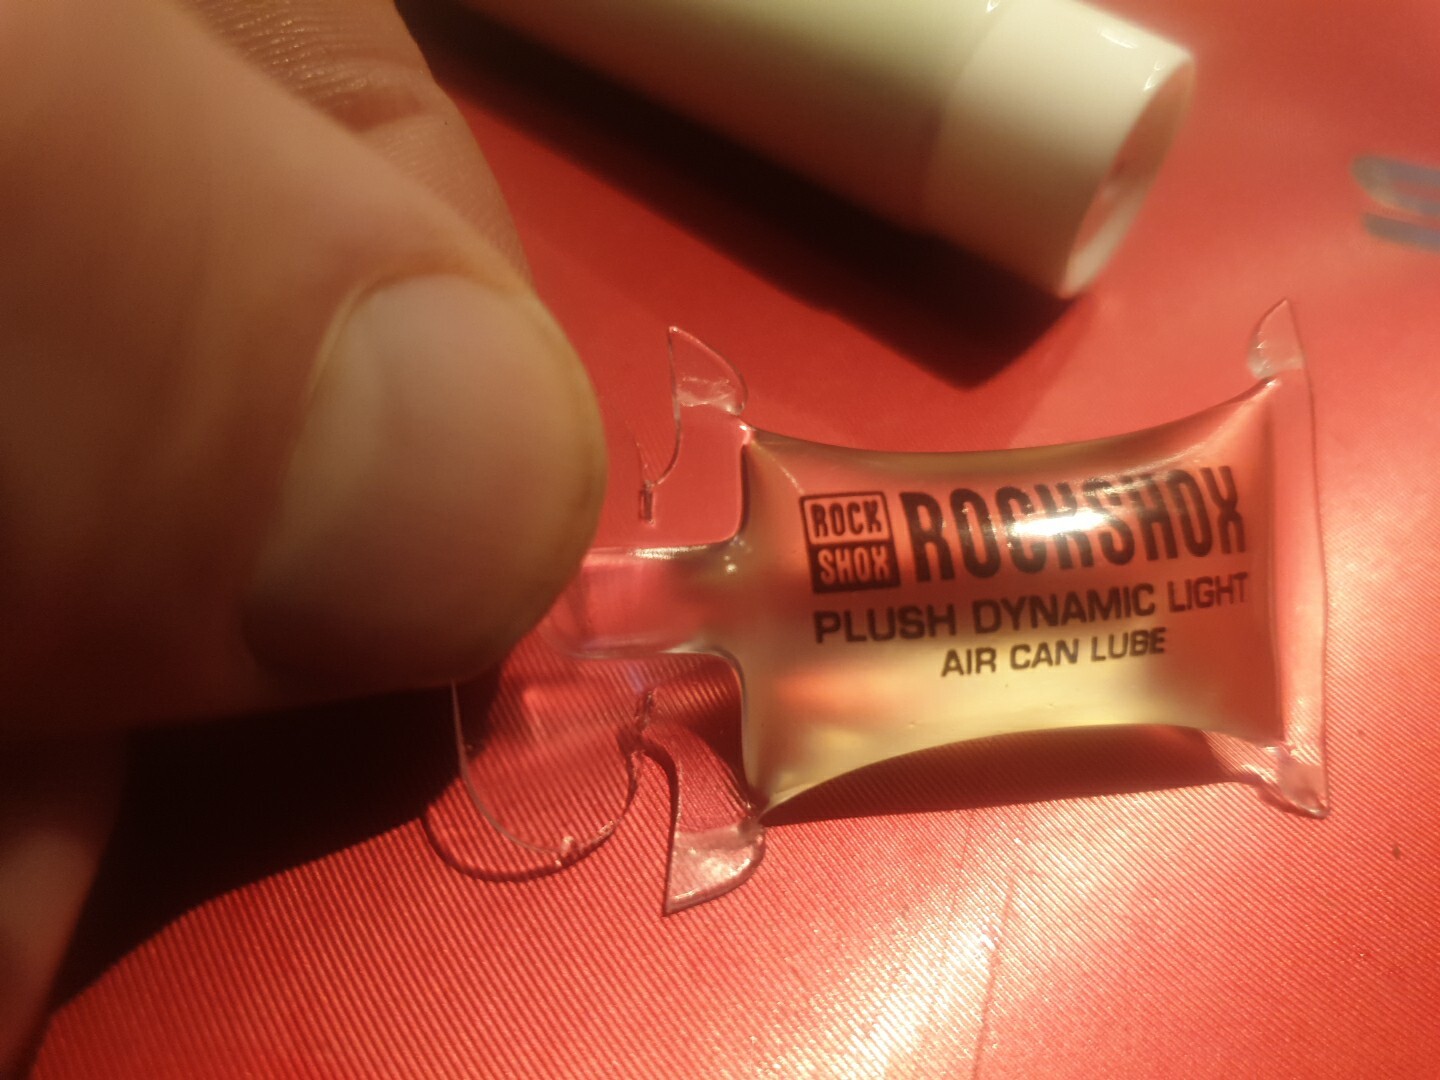 ROCK
SHOX
ROCKSHOX
PLUSH DYNAMIC LIGHT
AIR CAN LUBE